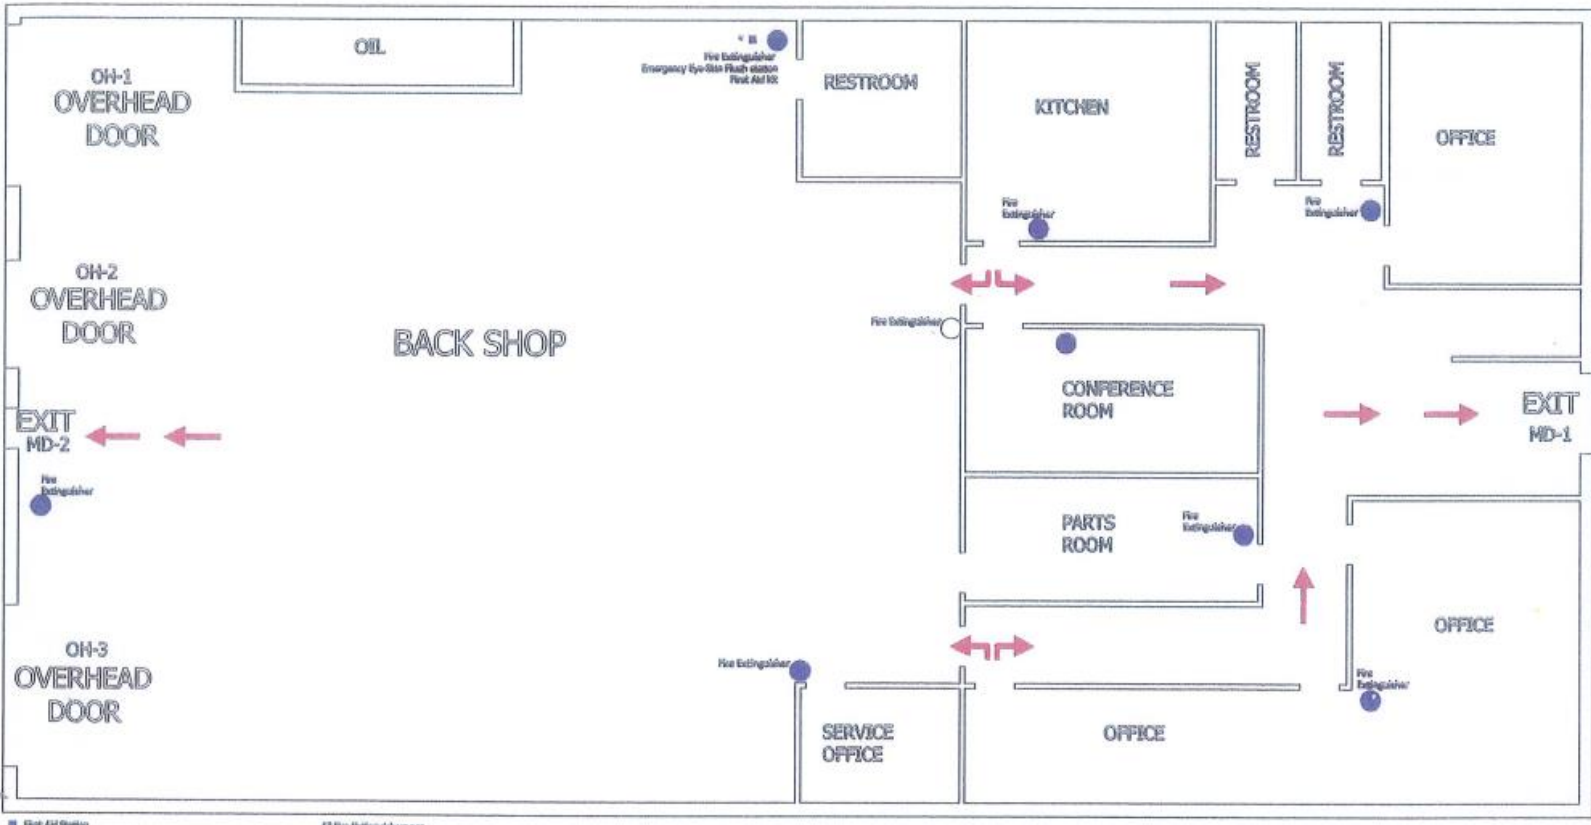 OIL
OH-1
OVERHEAD
DOOR
Fire Extinguisher
Emergency Eye-Skin Flush station
First Aid Kit
RESTROOM
KITCHEN
RESTROOM
RESTROOM
OFFICE
Fire
Extinguisher
Fire
Extinguisher
OH-2
OVERHEAD
DOOR
Fire Extinguisher
BACK SHOP
CONFERENCE
ROOM
EXIT
MD-2
EXIT
MD-1
Fire
Extinguisher
PARTS
ROOM
Fire
Extinguisher
OH-3
OVERHEAD
DOOR
Fire Extinguisher
OFFICE
Fire
Extinguisher
SERVICE
OFFICE
OFFICE